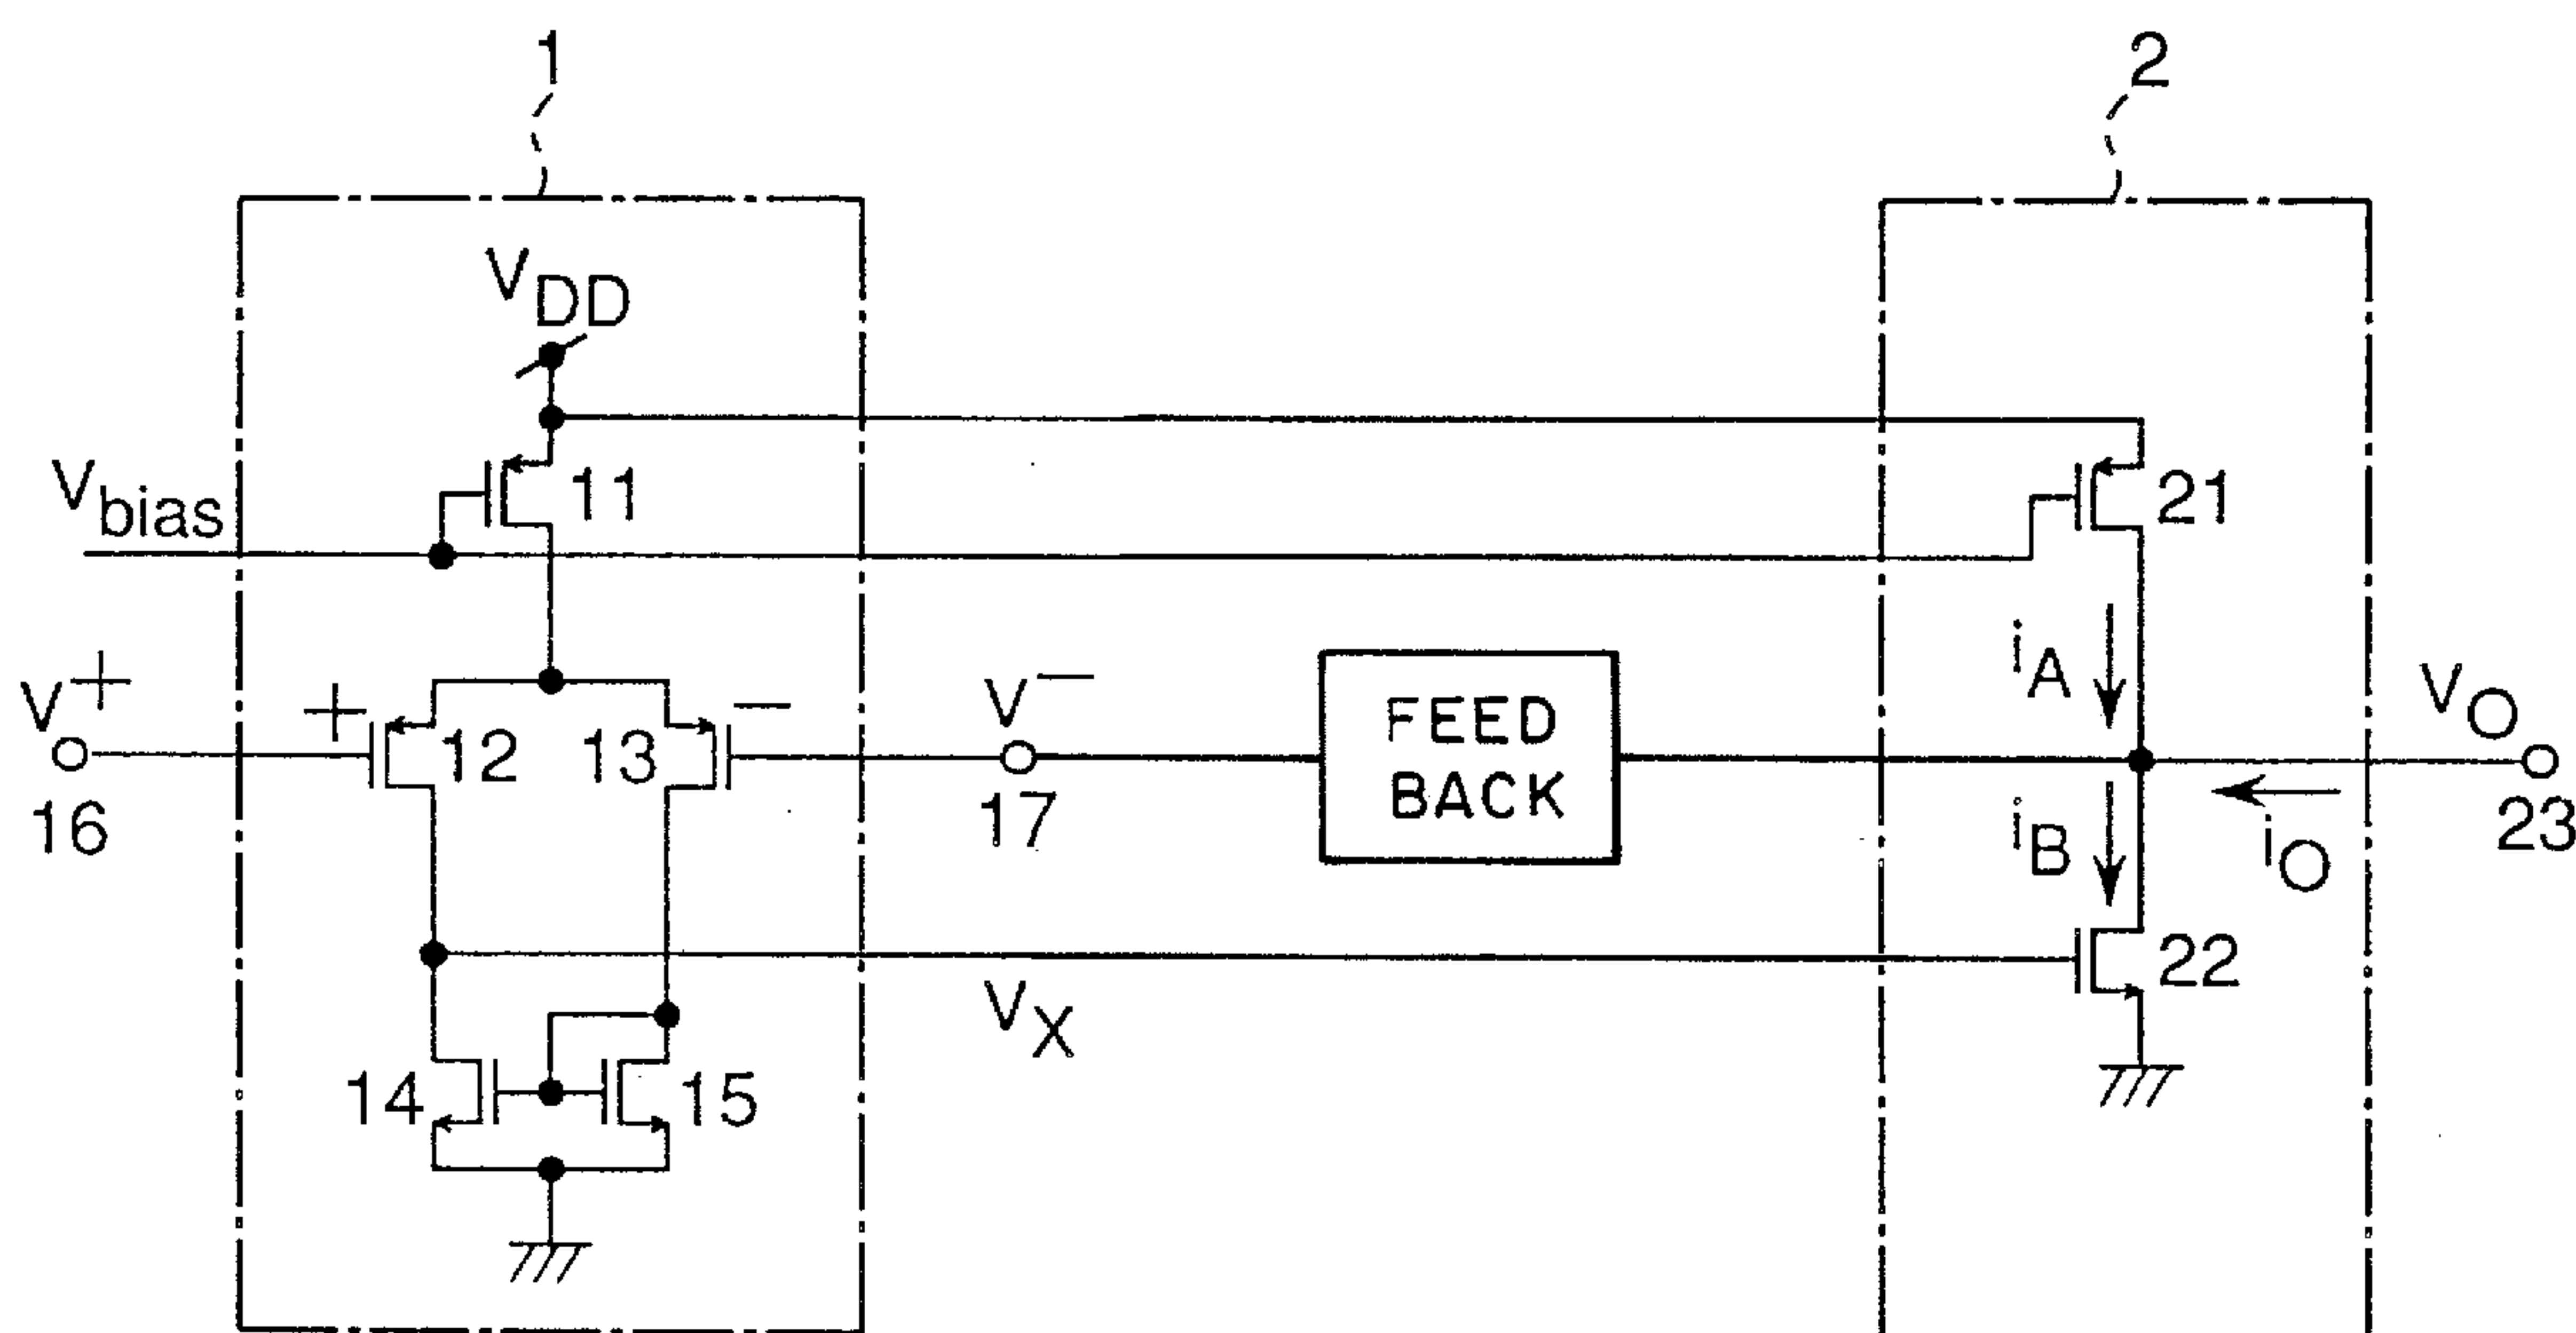 1
2
VDD
Vbias
11
21
iA
V+
+
12
13
−
V−
FEED
BACK
VO
16
17
iB
iO
23
VX
22
14
15